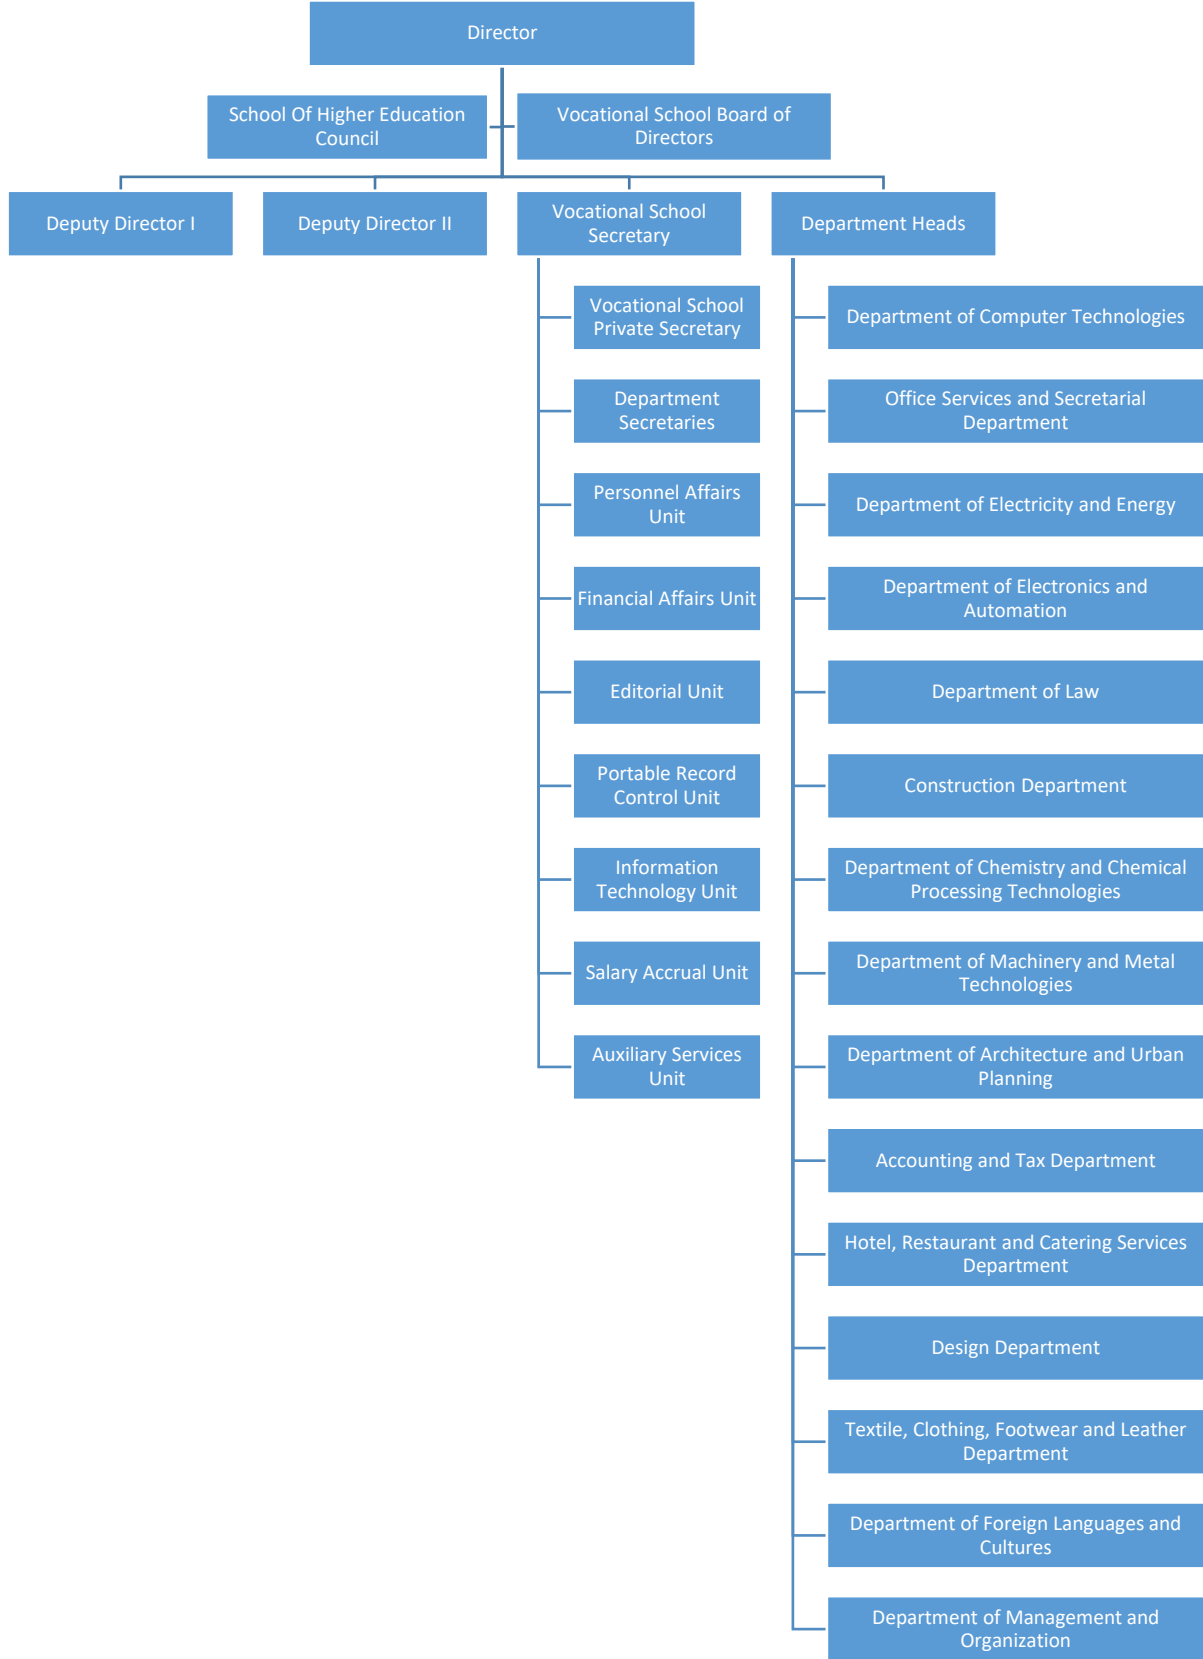 Director
School Of Higher Education
Council
Vocational School Board of
Directors
Deputy Director I
Deputy Director II
Vocational School
Secretary
Department Heads
Vocational School
Private Secretary
Department
Secretaries
Personnel Affairs
Unit
Financial Affairs Unit
Editorial Unit
Portable Record
Control Unit
Information
Technology Unit
Salary Accrual Unit
Auxiliary Services
Unit
Department of Computer Technologies
Office Services and Secretarial
Department
Department of Electricity and Energy
Department of Electronics and
Automation
Department of Law
Construction Department
Department of Chemistry and Chemical
Processing Technologies
Department of Machinery and Metal
Technologies
Department of Architecture and Urban
Planning
Accounting and Tax Department
Hotel, Restaurant and Catering Services
Department
Design Department
Textile, Clothing, Footwear and Leather
Department
Department of Foreign Languages and
Cultures
Department of Management and
Organization